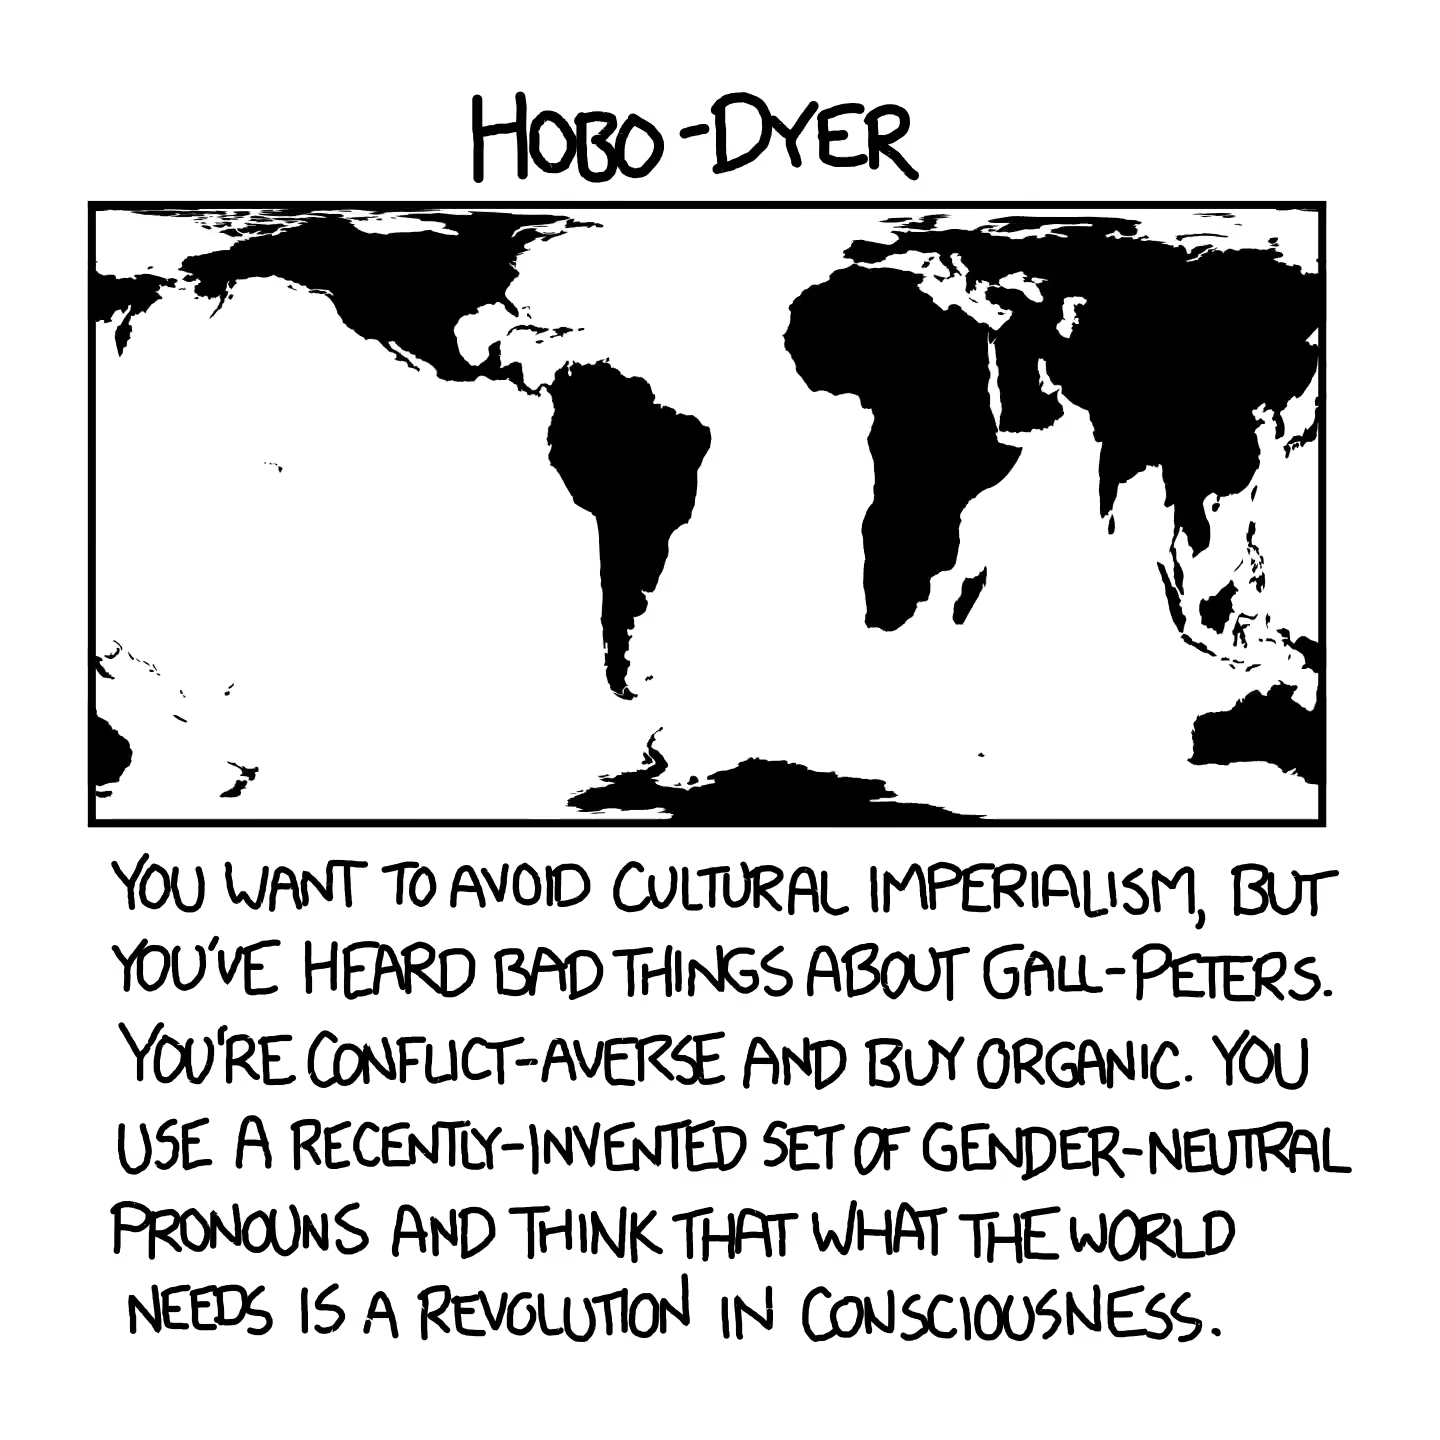 HOBO-DYER
YOU WANT TO AVOID CULTURAL IMPERIALISM, BUT
YOU'VE HEARD BAD THINGS ABOUT GALL-PETERS.
YOU'RE CONFLICT-AVERSE AND BUY ORGANIC. YOU
USE A RECENTLY-INVENTED SET OF GENDER-NEUTRAL
PRONOUNS AND THINK THAT WHAT THE WORLD
NEEDS IS A REVOLUTION IN CONSCIOUSNESS.